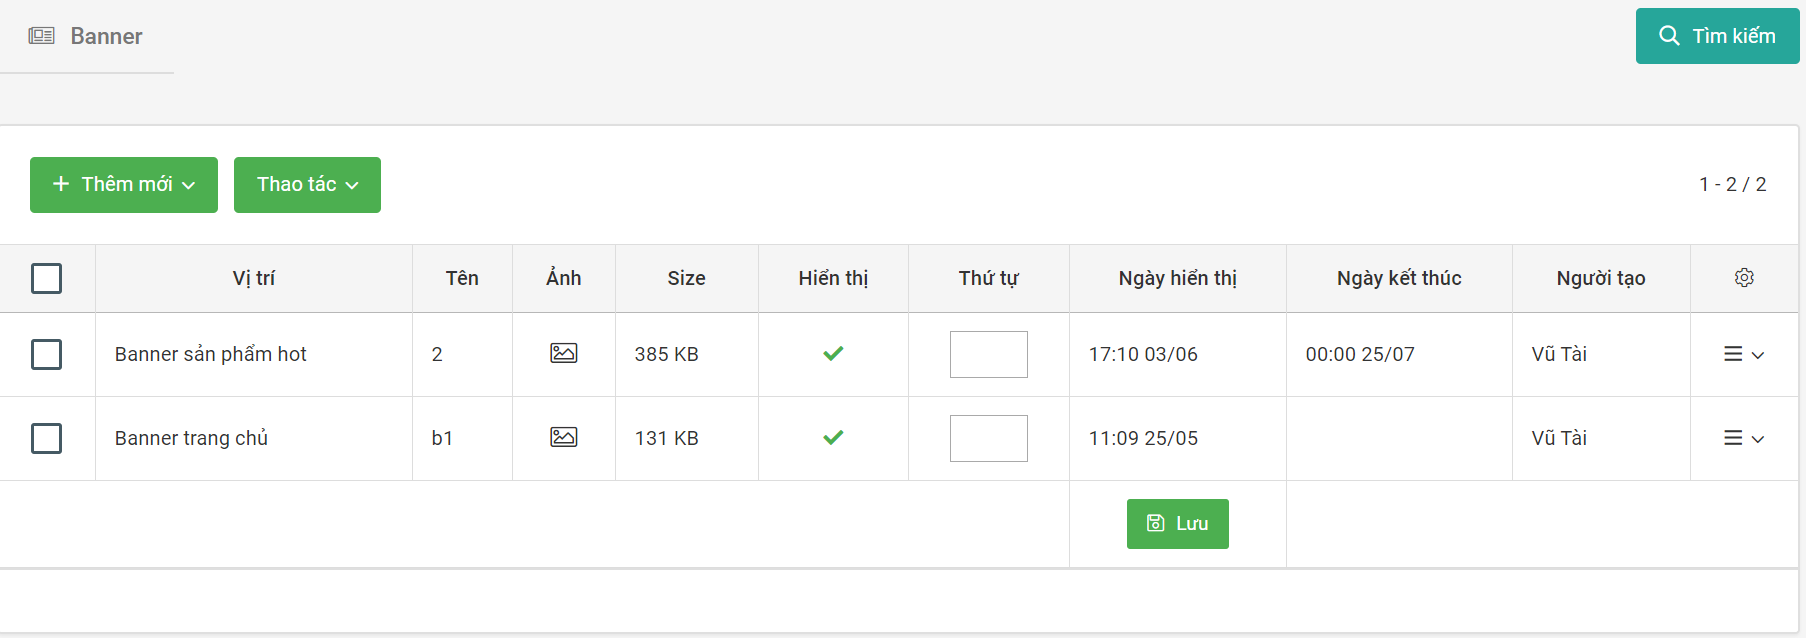 Banner
Tìm kiếm
Thêm mới
Thao tác
1 - 2 / 2
Vị trí Tên Ảnh Size Hiển thị Thứ tự Ngày hiển thị Ngày kết thúc Người tạo
Banner sản phẩm hot 2 385 KB 17:10 03/06 00:00 25/07 Vũ Tài
Banner trang chủ b1 131 KB 11:09 25/05 Vũ Tài
Lưu